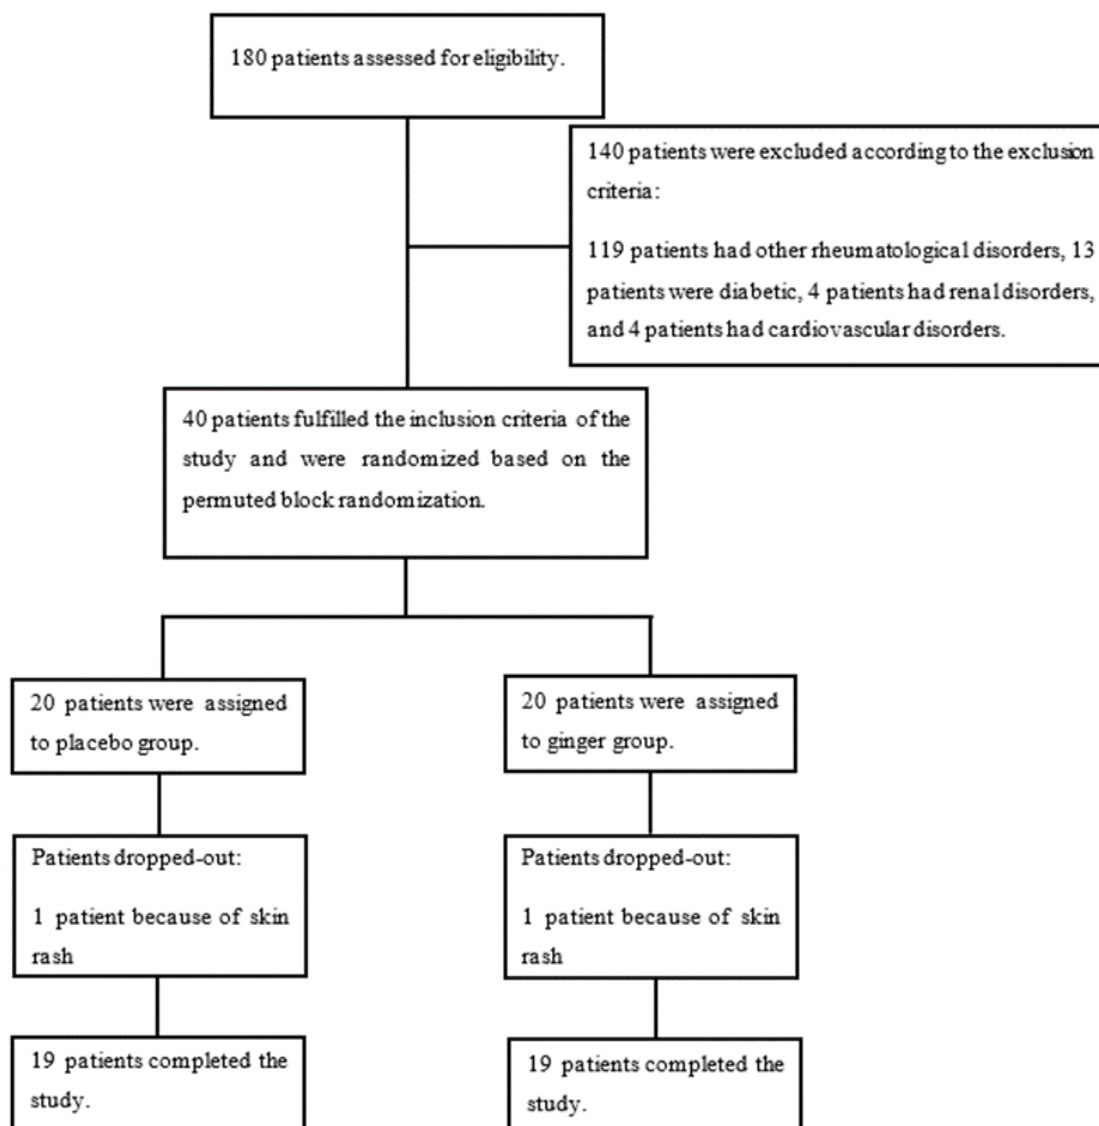 180 patients assessed for eligibility.
140 patients were excluded according to the exclusion
criteria:
119 patients had other rheumatological disorders, 13
patients were diabetic, 4 patients had renal disorders,
and 4 patients had cardiovascular disorders.
40 patients fulfilled the inclusion criteria of the
study and were randomized based on the
permuted block randomization.
20 patients were assigned
to placebo group.
20 patients were assigned
to ginger group.
Patients dropped-out:
1 patient because of skin
rash
Patients dropped-out:
1 patient because of skin
rash
19 patients completed the
study.
19 patients completed the
study.